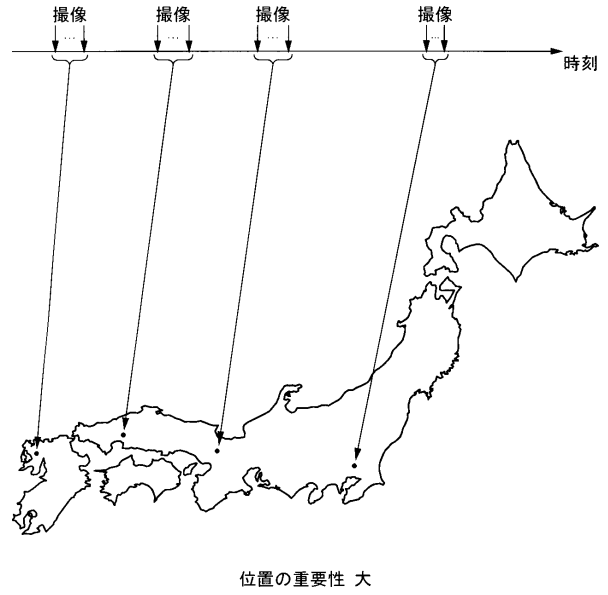 撮像 撮像 撮像 撮像
… … … …
時刻
位置の重要性 大